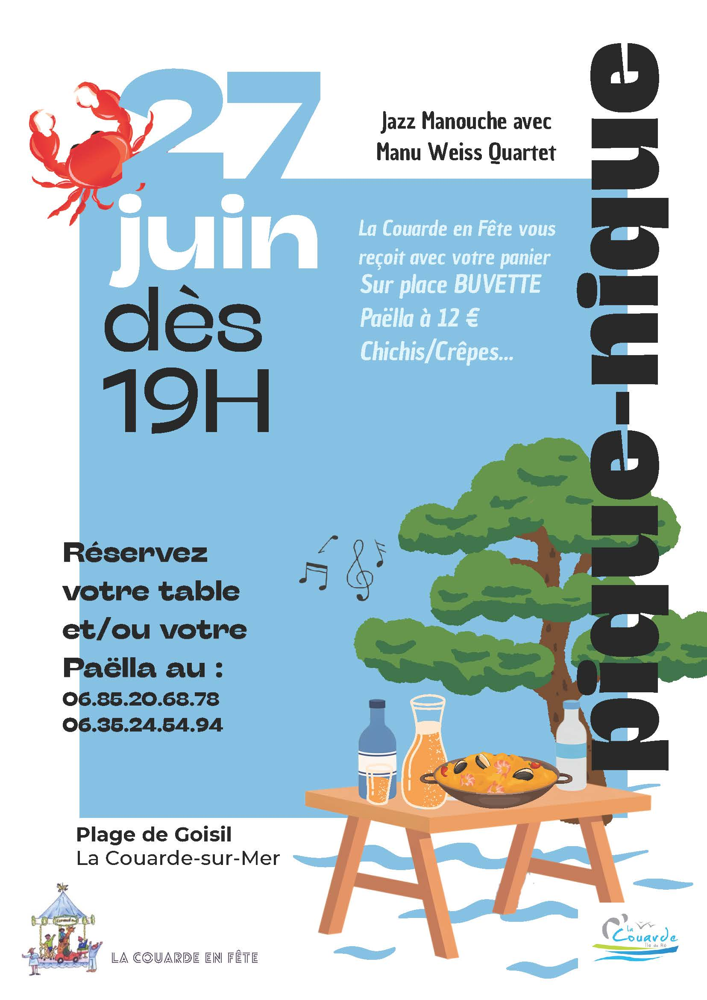 27
juin
dès
19H
Jazz Manouche avec
Manu Weiss Quartet
La Couarde en Fête vous
reçoit avec votre panier
Sur place BUVETTE
Paëlla à 12 €
Chichis/Crêpes...
pique-nique
Réservez
votre table
et/ou votre
Paëlla au :
06.85.20.68.78
06.35.24.54.94
Plage de Goisil
La Couarde-sur-Mer
LA COUARDE EN FÊTE
la
Couarde
Ile de Ré